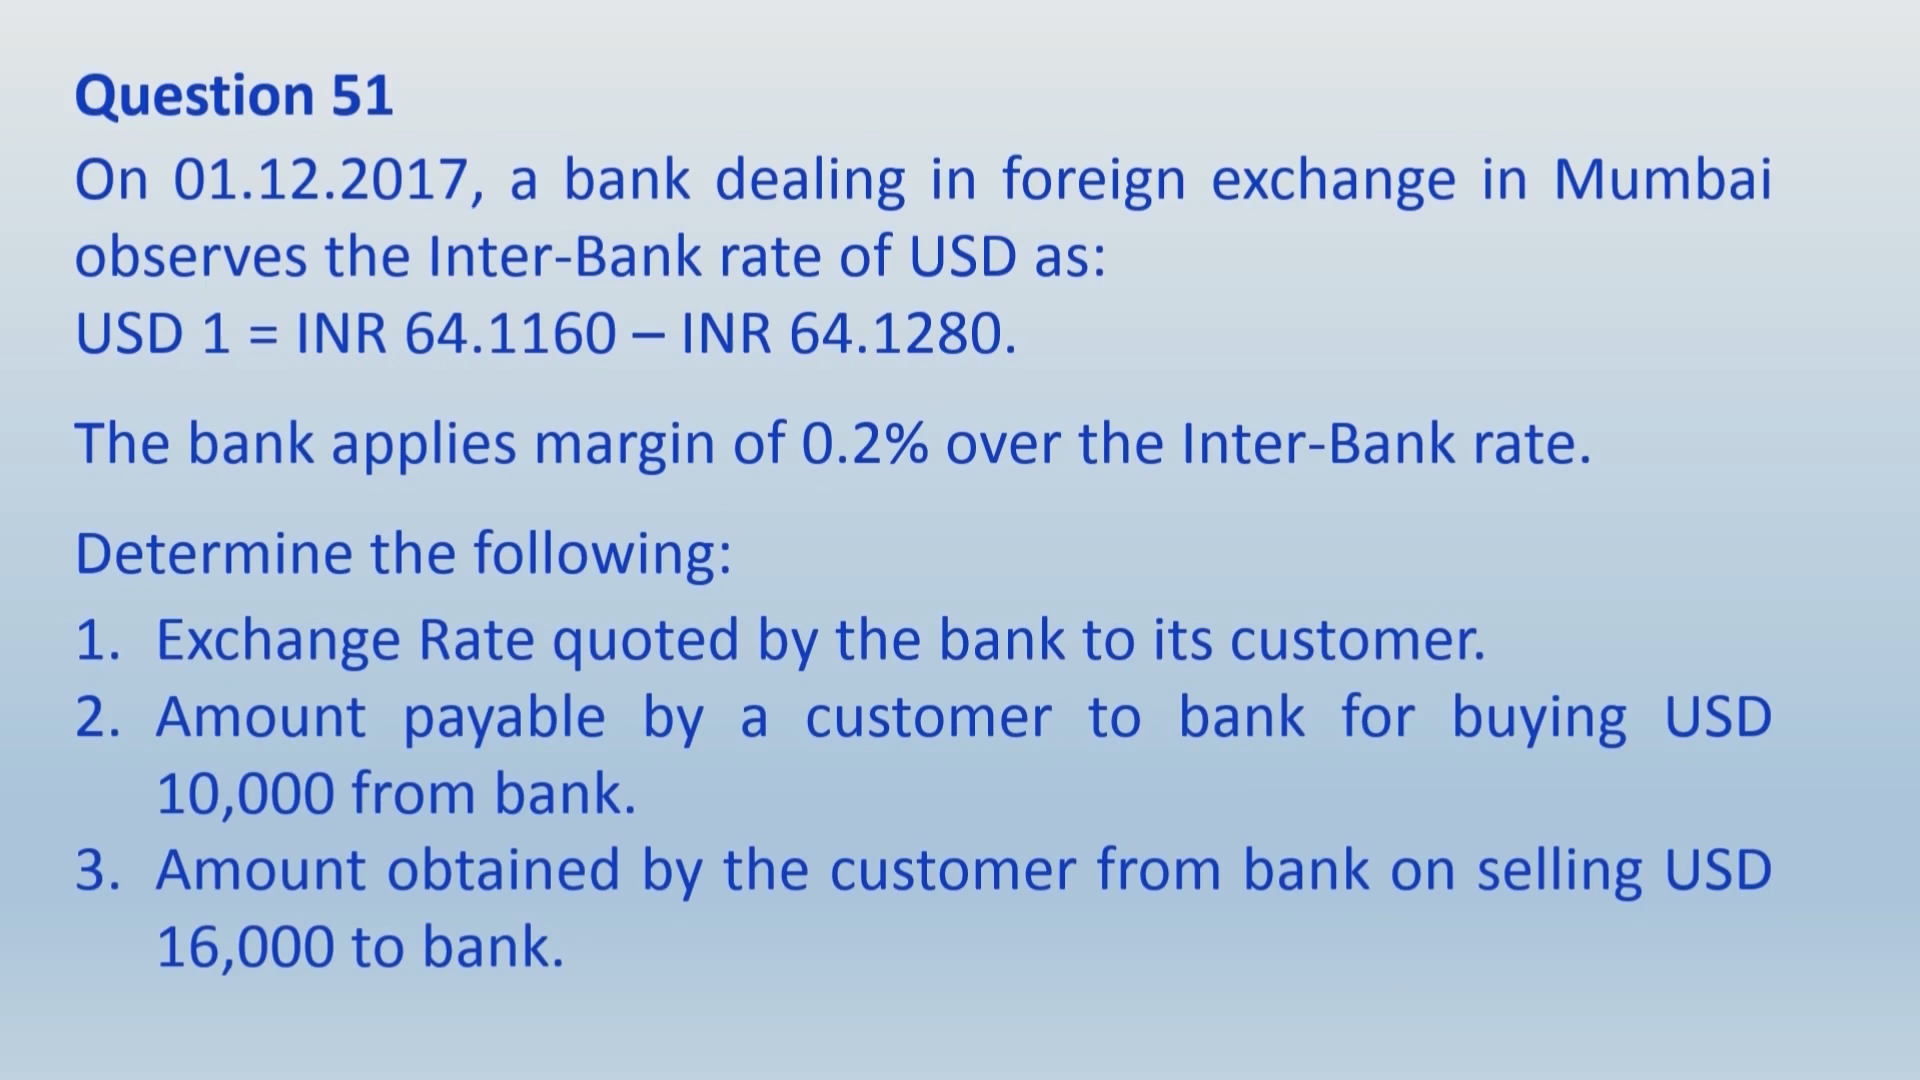 Question 51
On 01.12.2017, a bank dealing in foreign exchange in Mumbai
observes the Inter-Bank rate of USD as:
USD 1 = INR 64.1160 – INR 64.1280.
The bank applies margin of 0.2% over the Inter-Bank rate.
Determine the following:
1. Exchange Rate quoted by the bank to its customer.
2. Amount payable by a customer to bank for buying USD
10,000 from bank.
3. Amount obtained by the customer from bank on selling USD
16,000 to bank.